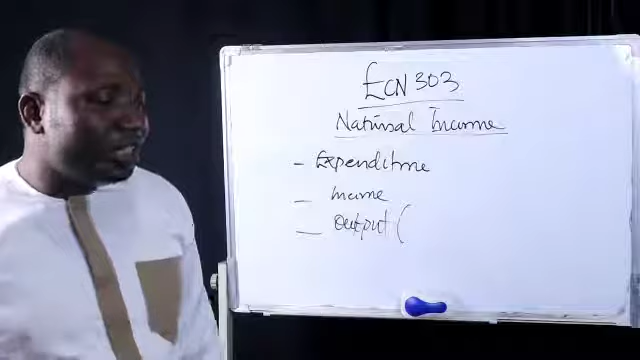 ECN 303
National Income
- Expenditure
- Income
- Output (